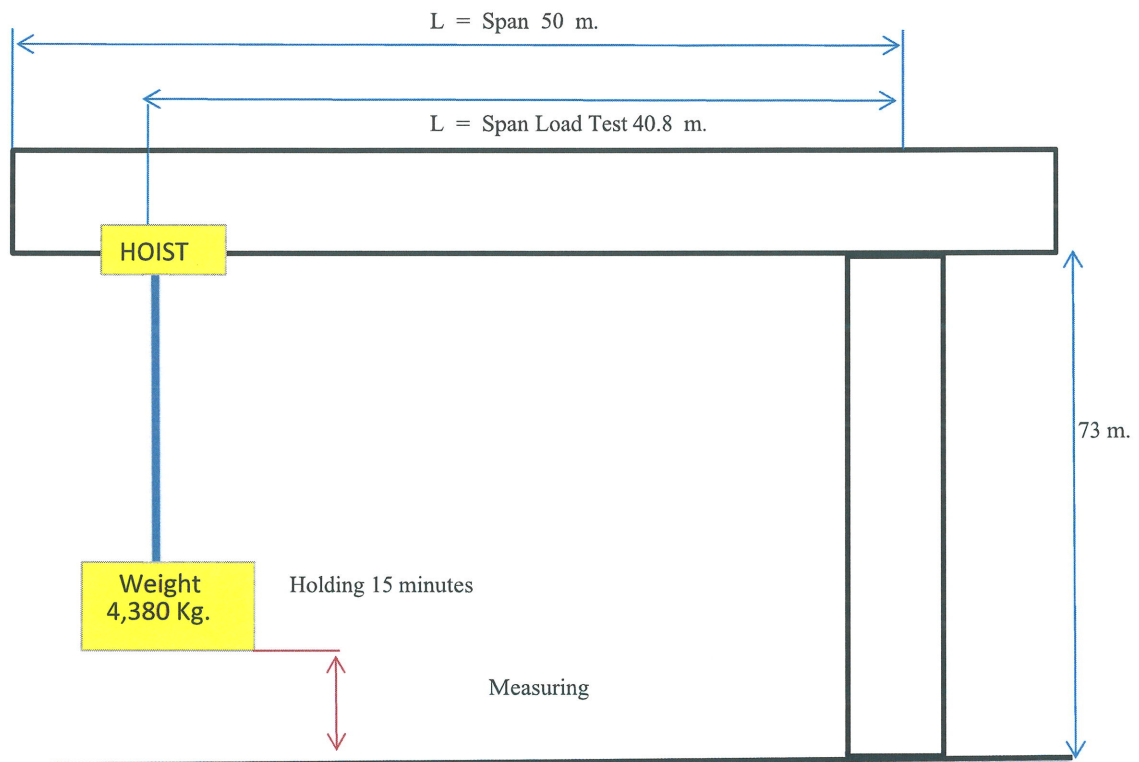 L = Span 50 m.
L = Span Load Test 40.8 m.
HOIST
73 m.
Weight
4,380 Kg.
Holding 15 minutes
Measuring